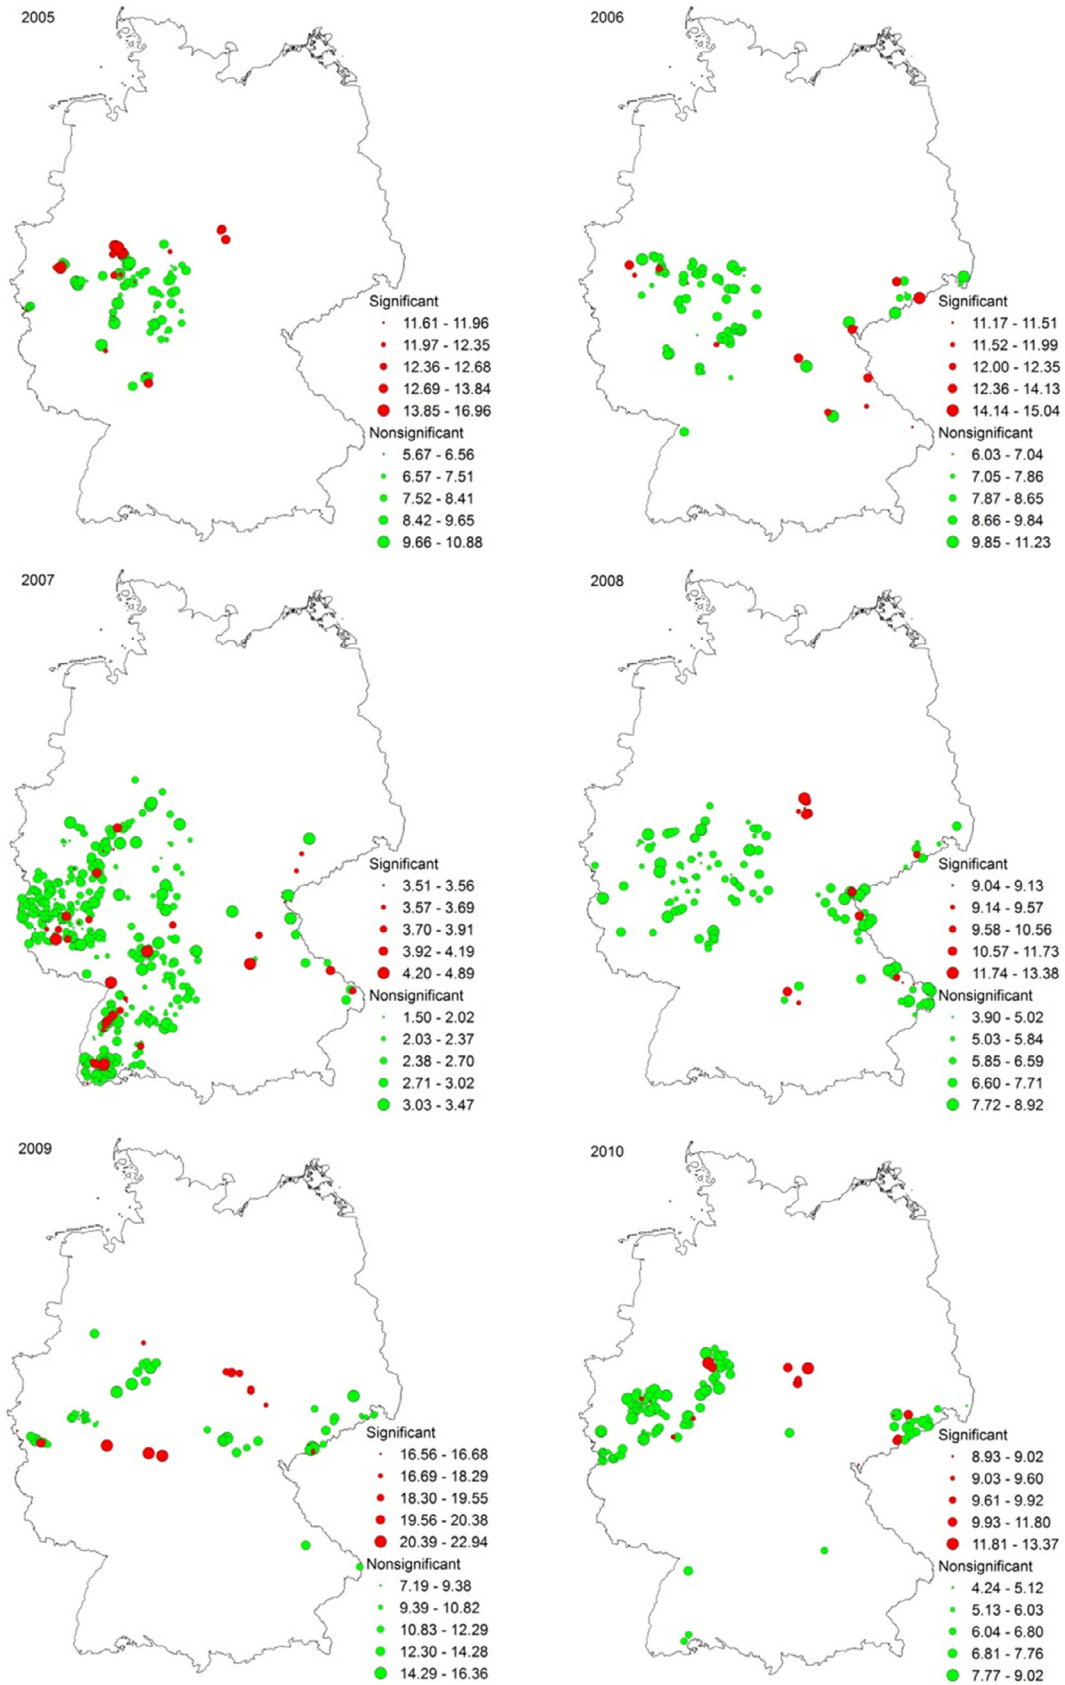 2005
Significant
11.61 - 11.96
11.97 - 12.35
12.36 - 12.68
12.69 - 13.84
13.85 - 16.96
Nonsignificant
5.67 - 6.56
6.57 - 7.51
7.52 - 8.41
8.42 - 9.65
9.66 - 10.88
2006
Significant
11.17 - 11.51
11.52 - 11.99
12.00 - 12.35
12.36 - 14.13
14.14 - 15.04
Nonsignificant
6.03 - 7.04
7.05 - 7.86
7.87 - 8.65
8.66 - 9.84
9.85 - 11.23
2007
Significant
3.51 - 3.56
3.57 - 3.69
3.70 - 3.91
3.92 - 4.19
4.20 - 4.89
Nonsignificant
1.50 - 2.02
2.03 - 2.37
2.38 - 2.70
2.71 - 3.02
3.03 - 3.47
2008
Significant
9.04 - 9.13
9.14 - 9.57
9.58 - 10.56
10.57 - 11.73
11.74 - 13.38
Nonsignificant
3.90 - 5.02
5.03 - 5.84
5.85 - 6.59
6.60 - 7.71
7.72 - 8.92
2009
Significant
16.56 - 16.68
16.69 - 18.29
18.30 - 19.55
19.56 - 20.38
20.39 - 22.94
Nonsignificant
7.19 - 9.38
9.39 - 10.82
10.83 - 12.29
12.30 - 14.28
14.29 - 16.36
2010
Significant
8.93 - 9.02
9.03 - 9.60
9.61 - 9.92
9.93 - 11.80
11.81 - 13.37
Nonsignificant
4.24 - 5.12
5.13 - 6.03
6.04 - 6.80
6.81 - 7.76
7.77 - 9.02